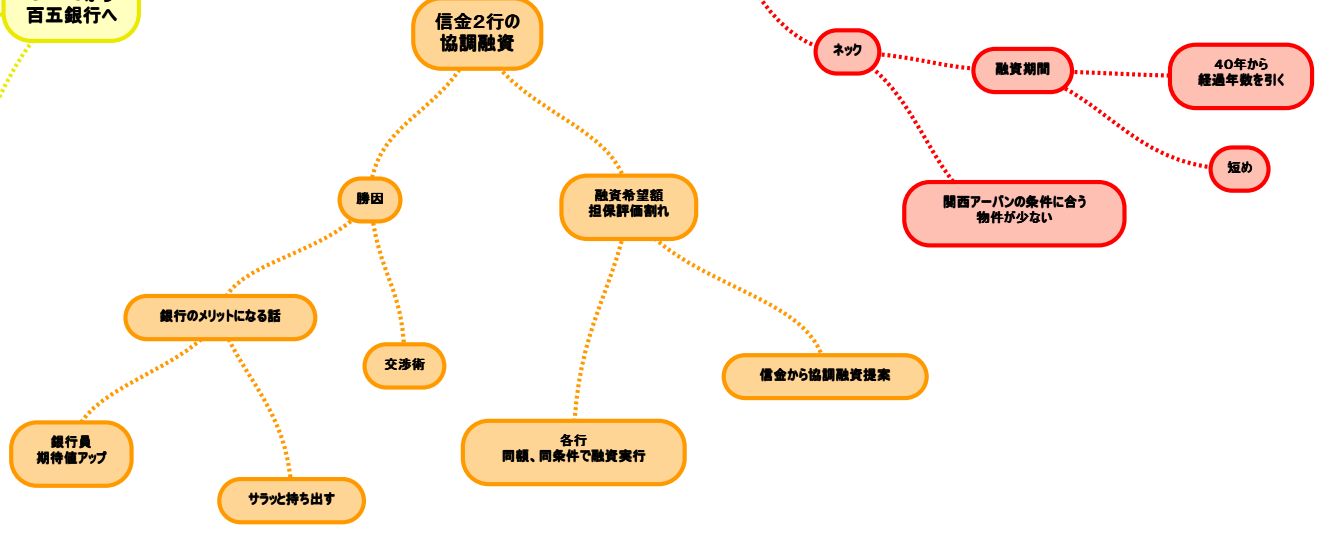 百五銀行へ
信金2行の
協調融資
ネック
融資期間
40年から
経過年数を引く
短め
関西アーバンの条件に合う
物件が少ない
勝因
融資希望額
担保評価割れ
銀行のメリットになる話
交渉術
信金から協調融資提案
銀行員
期待値アップ
各行
同額、同条件で融資実行
サラッと持ち出す